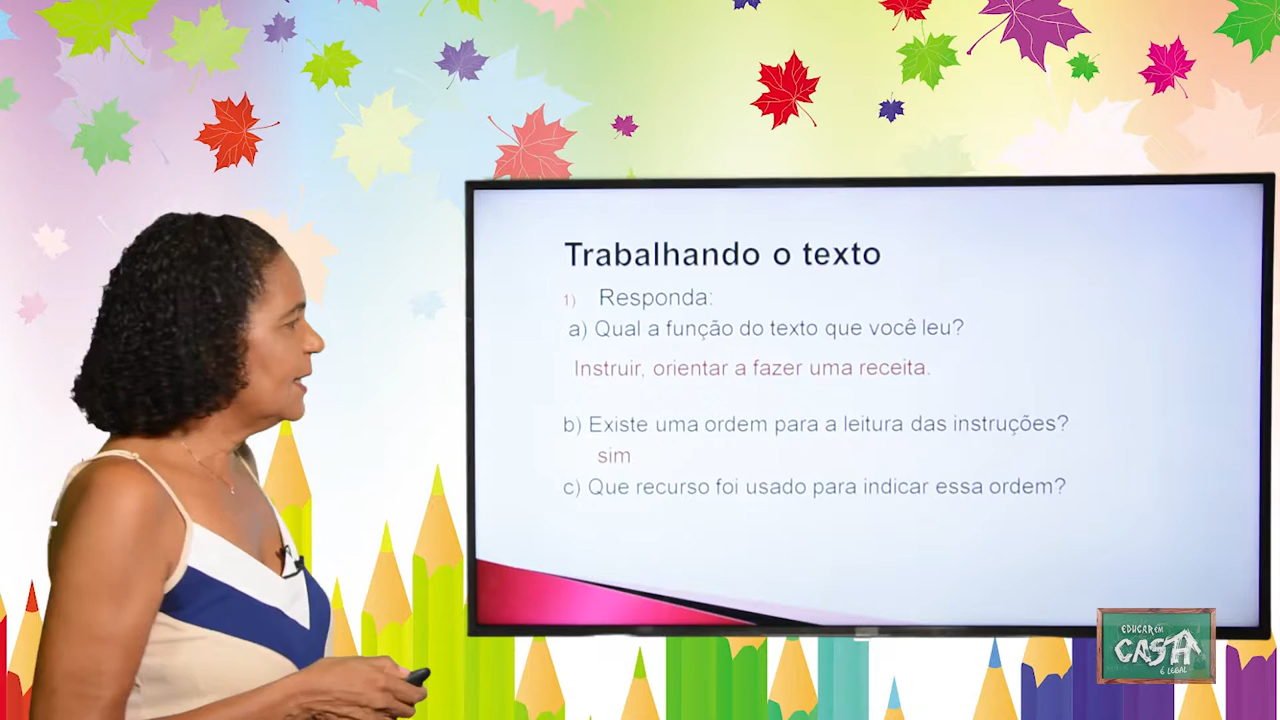 Trabalhando o texto
1) Responda:
a) Qual a função do texto que você leu?
Instruir, orientar a fazer uma receita.
b) Existe uma ordem para a leitura das instruções?
sim
c) Que recurso foi usado para indicar essa ordem?
EDUCAR EM
CASA
É LEGAL